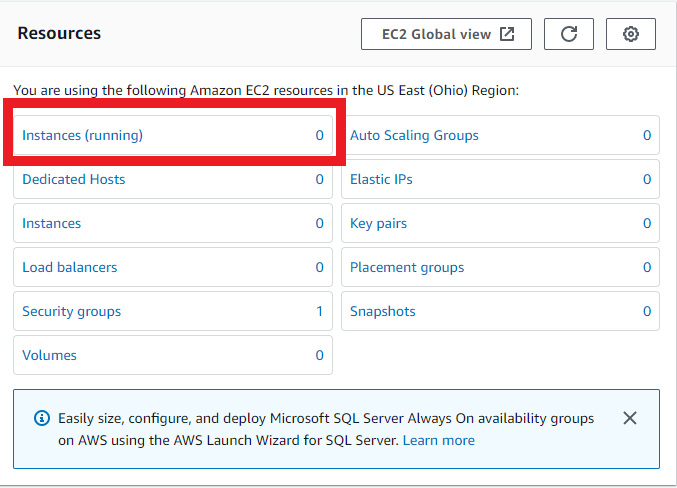 Resources
EC2 Global view
You are using the following Amazon EC2 resources in the US East (Ohio) Region:
Instances (running) 0
Auto Scaling Groups 0
Dedicated Hosts 0
Elastic IPs 0
Instances 0
Key pairs 0
Load balancers 0
Placement groups 0
Security groups 1
Snapshots 0
Volumes 0
Easily size, configure, and deploy Microsoft SQL Server Always On availability groups
on AWS using the AWS Launch Wizard for SQL Server. Learn more